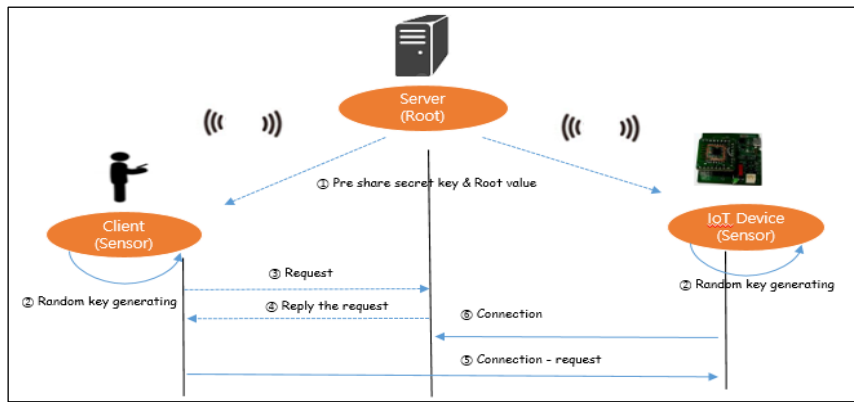 Server
(Root)
① Pre share secret key & Root value
Client
(Sensor)
IoT Device
(Sensor)
② Random key generating
② Random key generating
③ Request
④ Reply the request
⑥ Connection
⑤ Connection - request